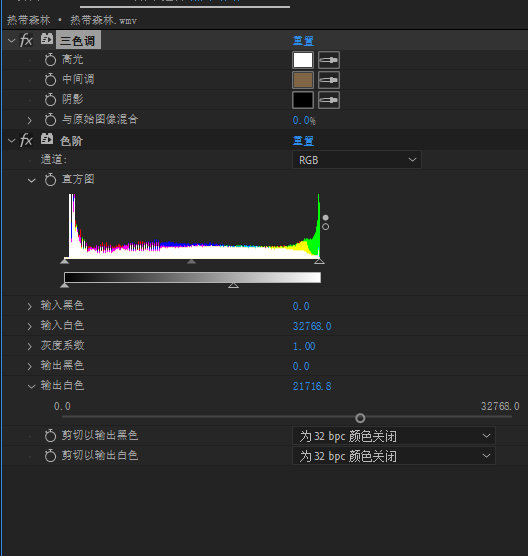 热带森林 • 热带森林.wmv
fx 三色调 重置
高光
中间调
阴影
与原始图像混合 0.0%
fx 色阶 重置
通道: RGB
直方图
输入黑色 0.0
输入白色 32768.0
灰度系数 1.00
输出黑色 0.0
输出白色 21716.8
0.0 32768.0
剪切以输出黑色 为 32 bpc 颜色关闭
剪切以输出白色 为 32 bpc 颜色关闭